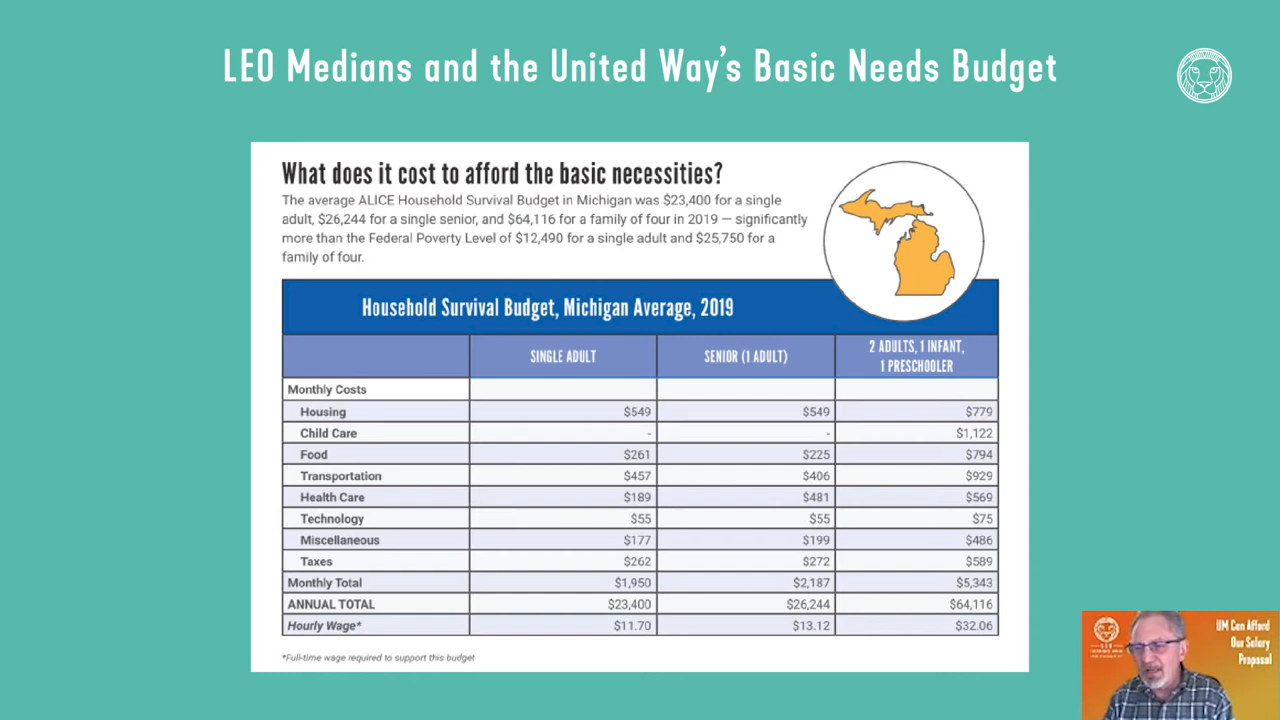 LEO Medians and the United Way's Basic Needs Budget
What does it cost to afford the basic necessities?
The average ALICE Household Survival Budget in Michigan was $23,400 for a single
adult, $26,244 for a single senior, and $64,116 for a family of four in 2019 — significantly
more than the Federal Poverty Level of $12,490 for a single adult and $25,750 for a
family of four.
Household Survival Budget, Michigan Average, 2019
SINGLE ADULT SENIOR (1 ADULT) 2 ADULTS, 1 INFANT,
1 PRESCHOOLER
Monthly Costs
Housing $549 $549 $779
Child Care - - $1,122
Food $261 $225 $794
Transportation $457 $406 $929
Health Care $189 $481 $569
Technology $55 $55 $75
Miscellaneous $177 $199 $486
Taxes $262 $272 $589
Monthly Total $1,950 $2,187 $5,343
ANNUAL TOTAL $23,400 $26,244 $64,116
Hourly Wage* $11.70 $13.12 $32.06
*Full-time wage required to support this budget
LEO
UM Can Afford
Our Salary
Proposal